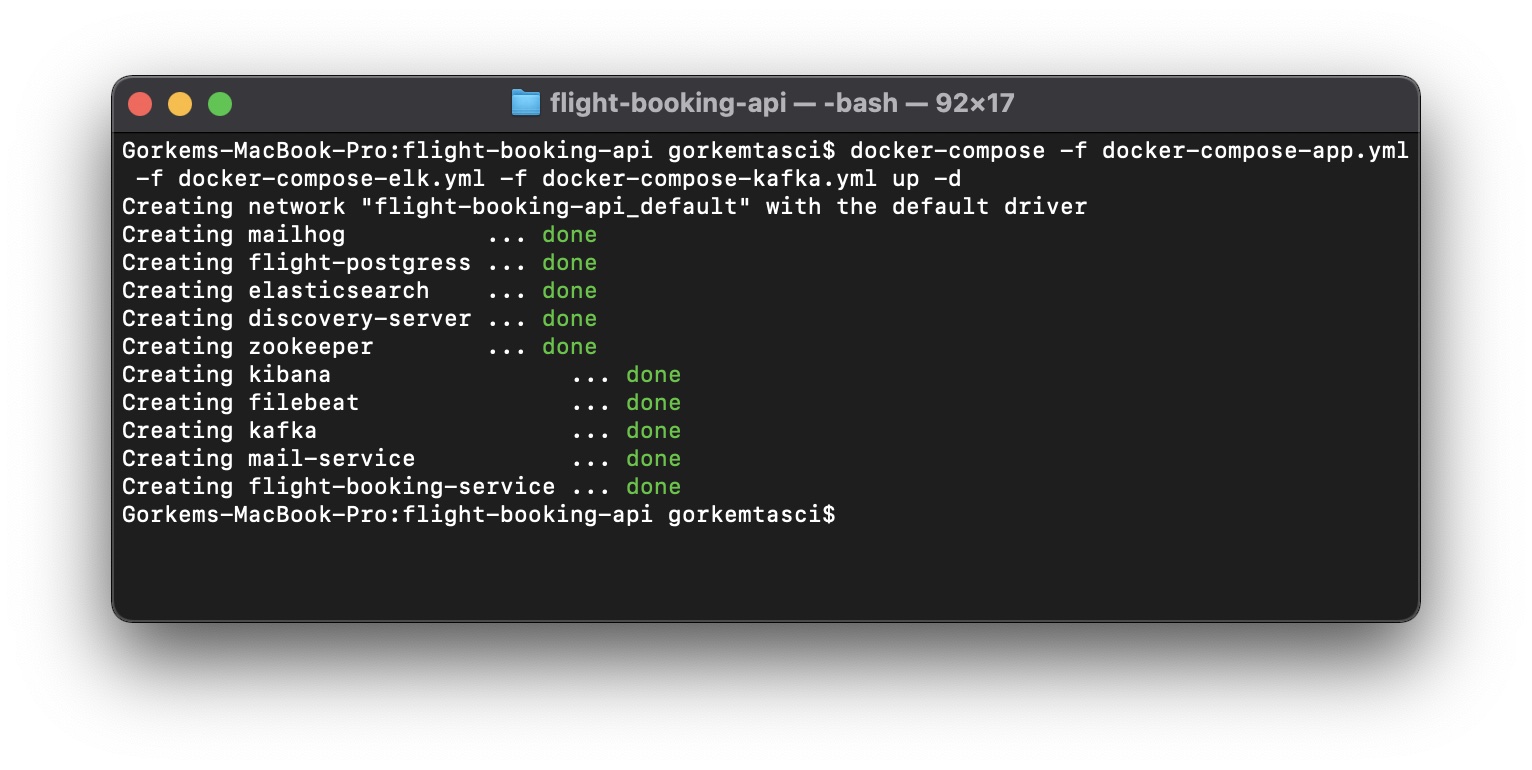 flight-booking-api — -bash — 92×17
Gorkems-MacBook-Pro:flight-booking-api gorkemtasci$ docker-compose -f docker-compose-app.yml
 -f docker-compose-elk.yml -f docker-compose-kafka.yml up -d
Creating network "flight-booking-api_default" with the default driver
Creating mailhog          ... done
Creating flight-postgress ... done
Creating elasticsearch    ... done
Creating discovery-server ... done
Creating zookeeper        ... done
Creating kibana                 ... done
Creating filebeat               ... done
Creating kafka                  ... done
Creating mail-service           ... done
Creating flight-booking-service ... done
Gorkems-MacBook-Pro:flight-booking-api gorkemtasci$